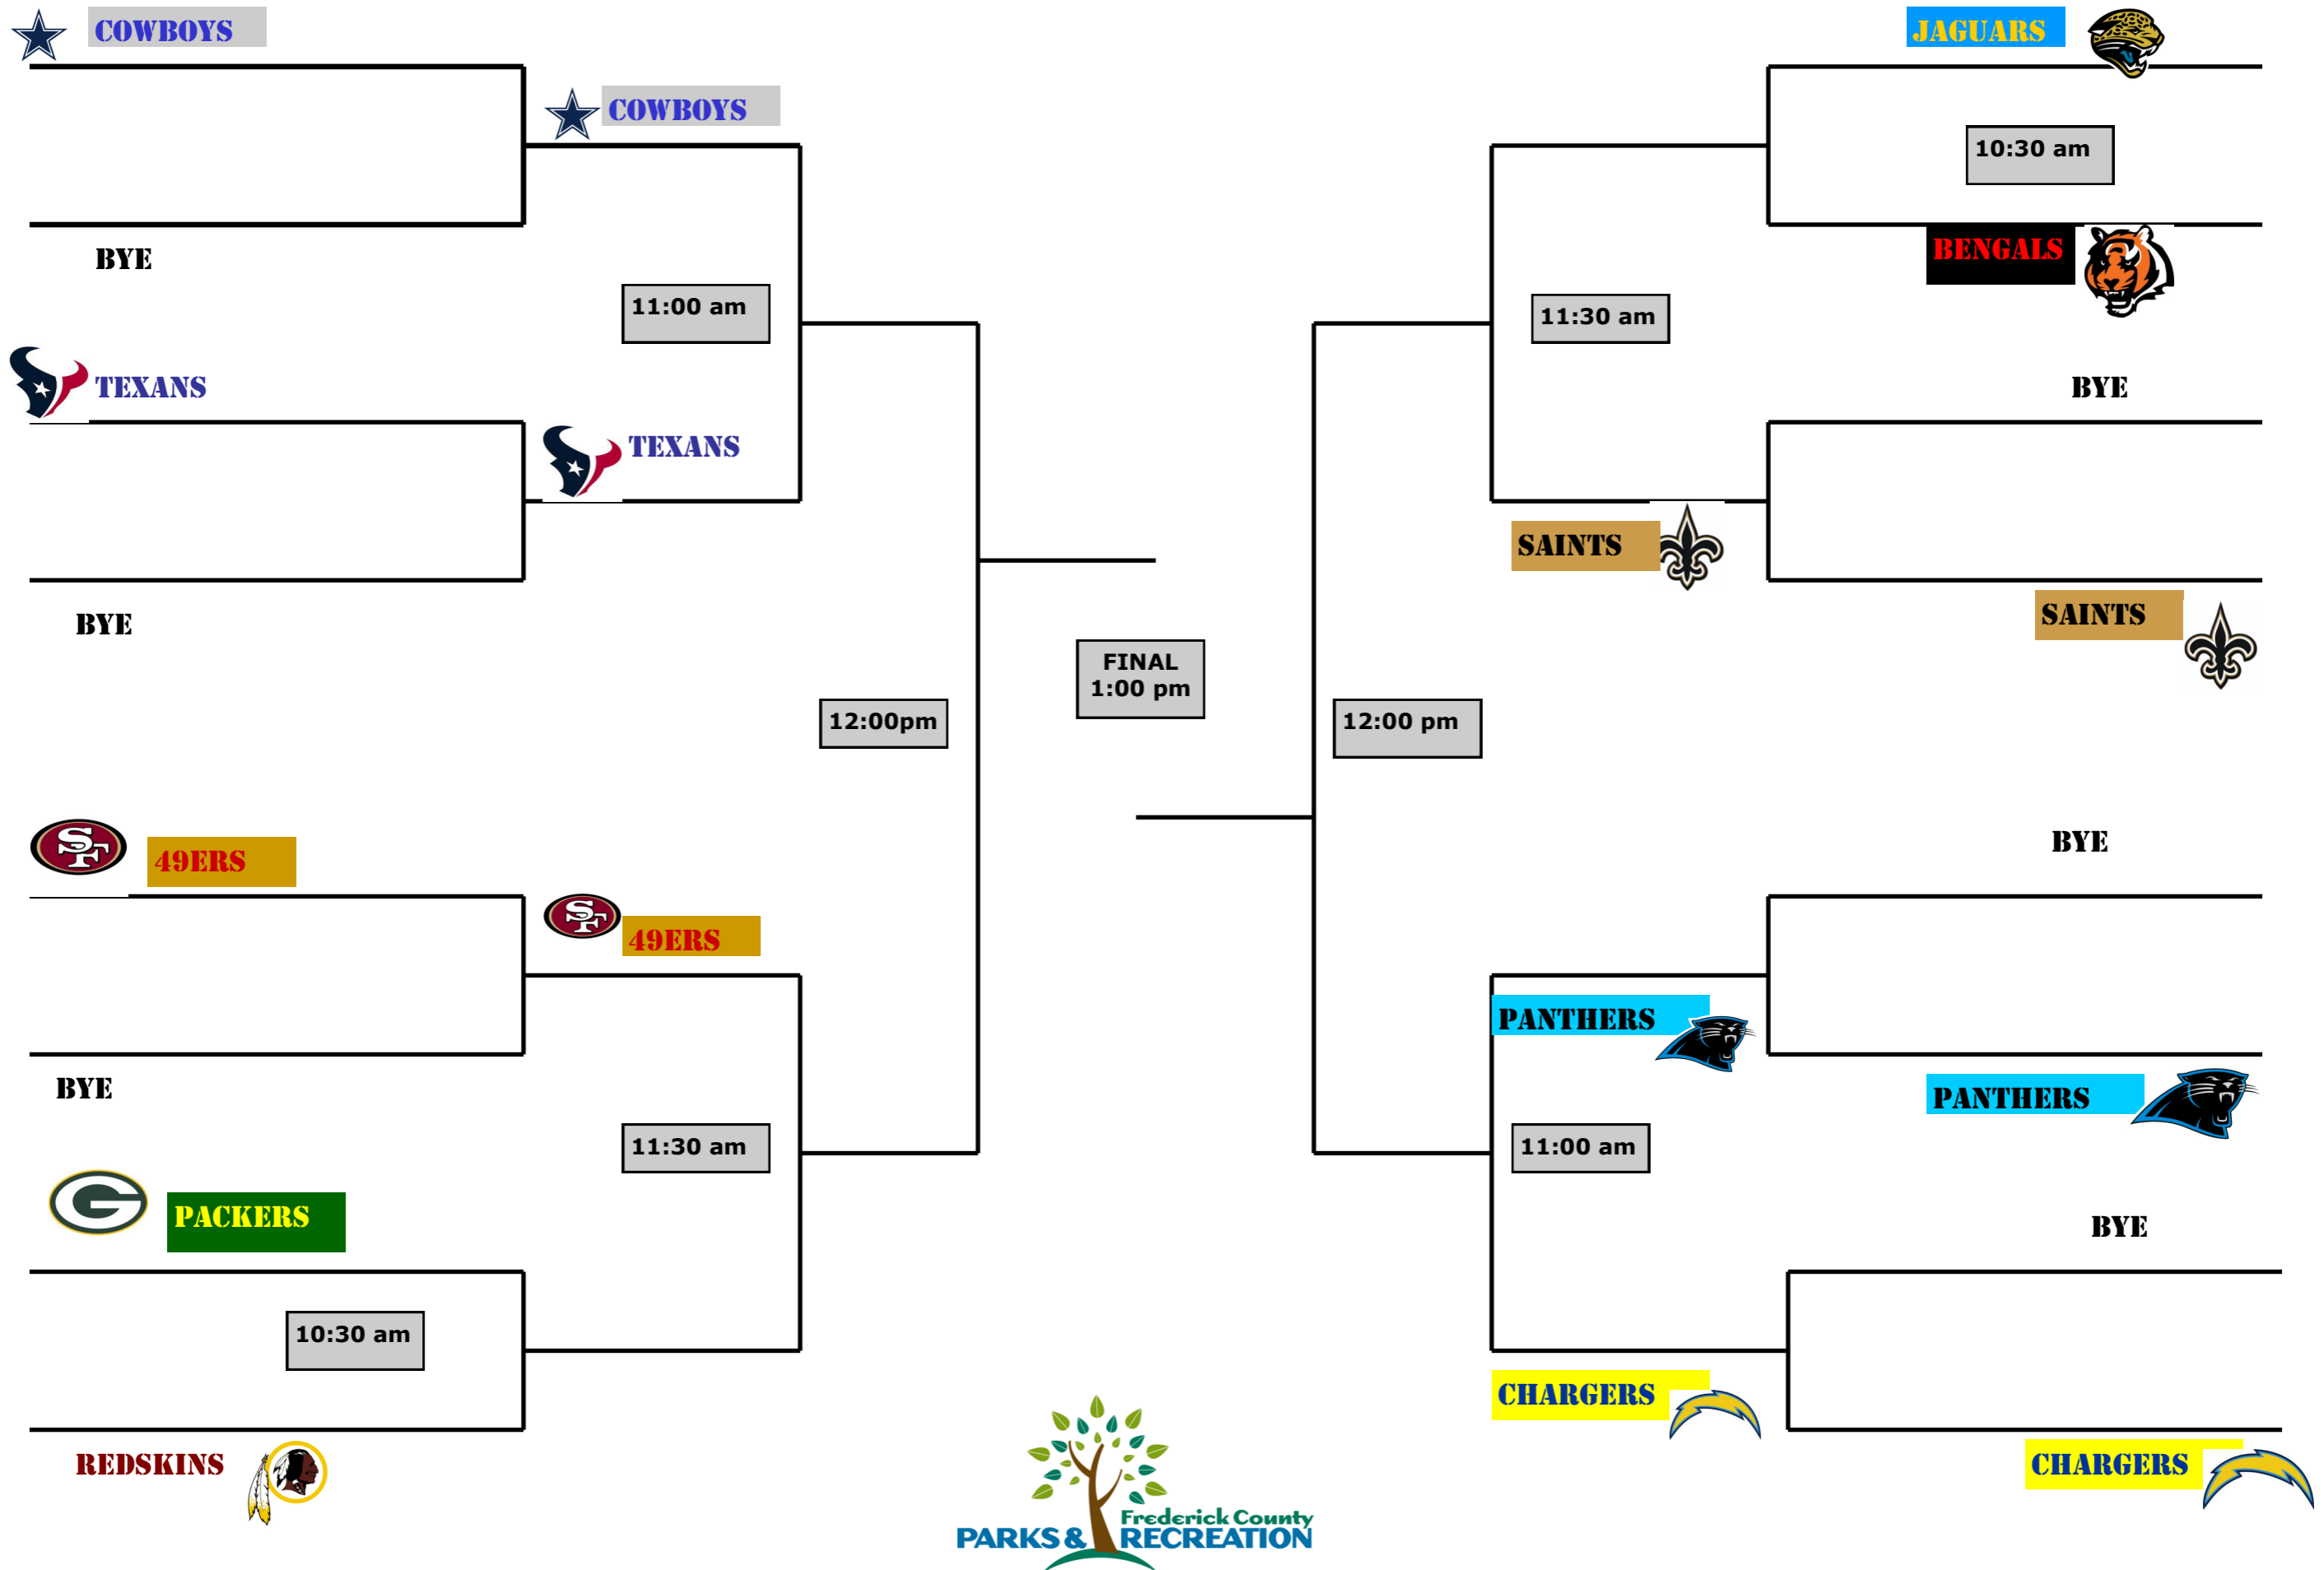 COWBOYS
COWBOYS
BYE
11:00 am
TEXANS
TEXANS
BYE
12:00pm
49ERS
49ERS
BYE
11:30 am
PACKERS
10:30 am
REDSKINS
FINAL
1:00 pm
JAGUARS
10:30 am
BENGALS
11:30 am
BYE
SAINTS
SAINTS
12:00 pm
BYE
PANTHERS
PANTHERS
11:00 am
BYE
CHARGERS
CHARGERS
Frederick County
PARKS & RECREATION
SF
SF
G